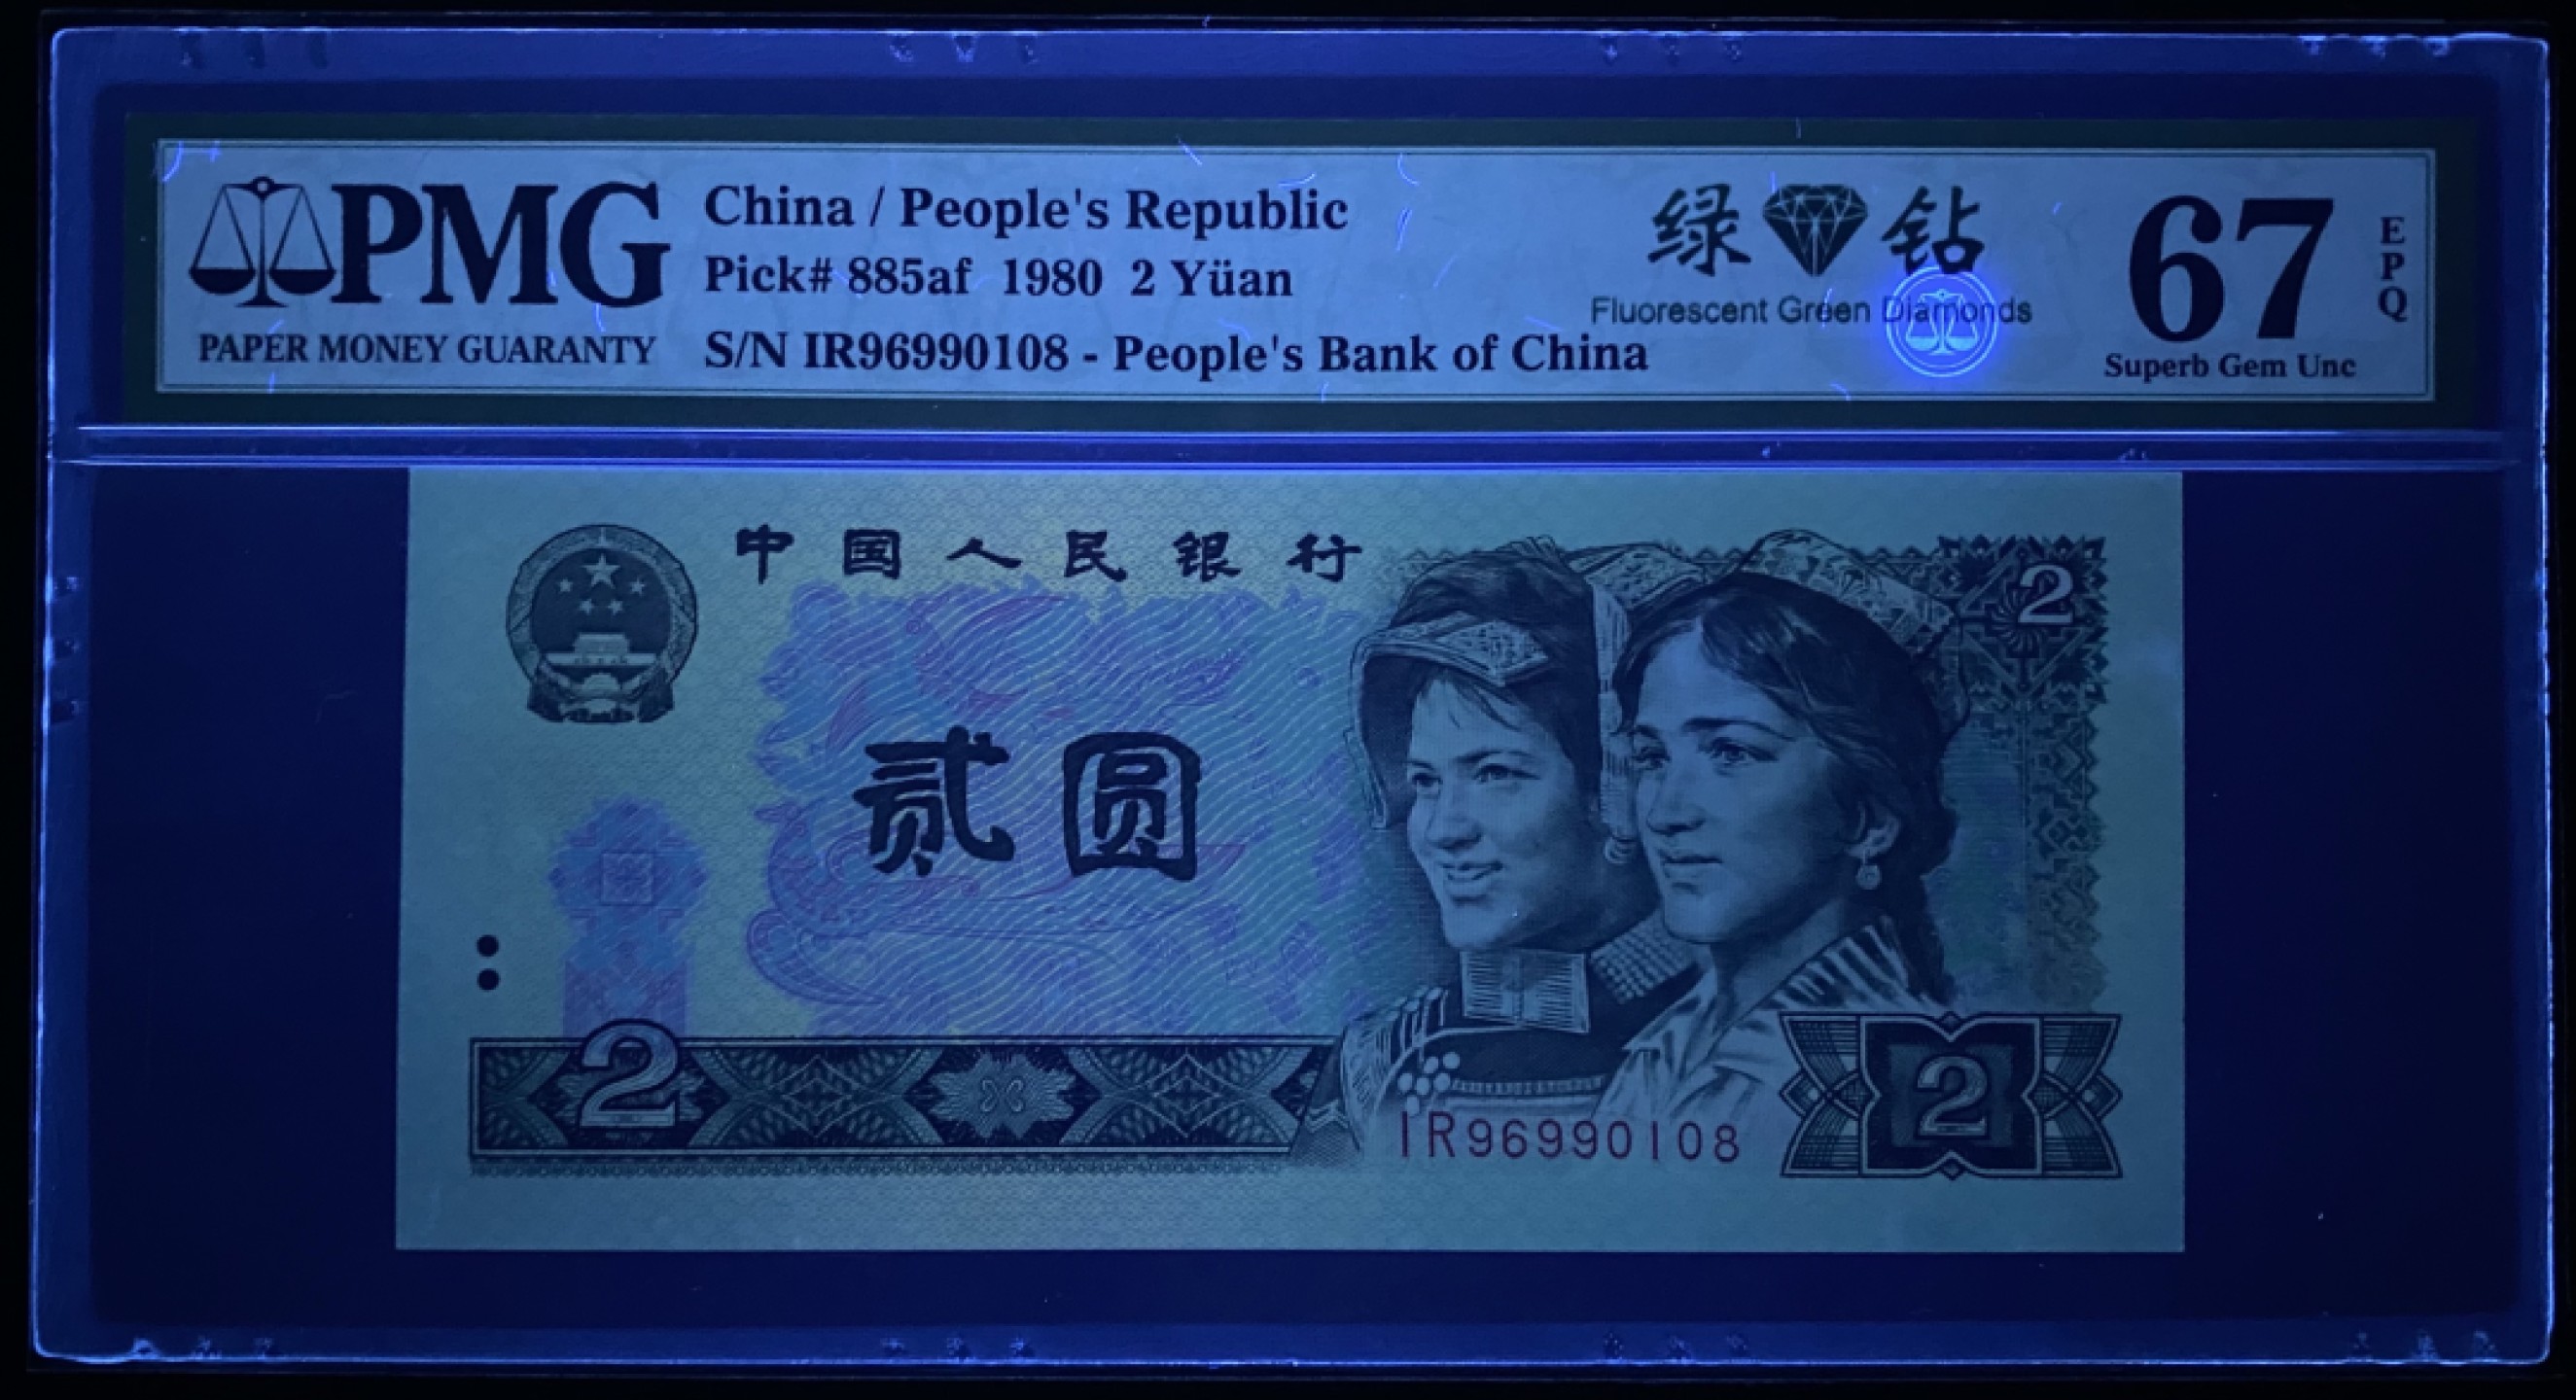 PMG
PAPER MONEY GUARANTY
China / People's Republic
Pick# 885af 1980 2 Yüan
S/N IR96990108 - People's Bank of China
绿钻
Fluorescent Green Diamonds
67
EPQ
Superb Gem Unc
中国人民银行
2
贰圆
2
IR96990108
2